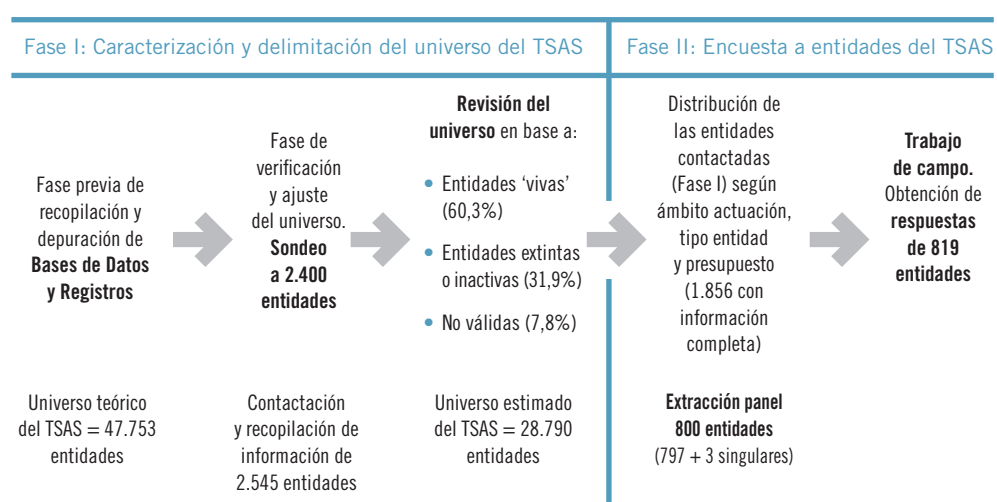 Fase I: Caracterización y delimitación del universo del TSAS
Fase II: Encuesta a entidades del TSAS
Fase previa de
recopilación y
depuración de
Bases de Datos
y Registros
Fase de
verificación
y ajuste
del universo.
Sondeo
a 2.400
entidades
Revisión del
universo en base a:
• Entidades ‘vivas’
(60,3%)
• Entidades extintas
o inactivas (31,9%)
• No válidas (7,8%)
Distribución de
las entidades
contactadas
(Fase I) según
ámbito actuación,
tipo entidad
y presupuesto
(1.856 con
información
completa)
Trabajo
de campo.
Obtención de
respuestas
de 819
entidades
Universo teórico
del TSAS = 47.753
entidades
Contactación
y recopilación de
información de
2.545 entidades
Universo estimado
del TSAS = 28.790
entidades
Extracción panel
800 entidades
(797 + 3 singulares)